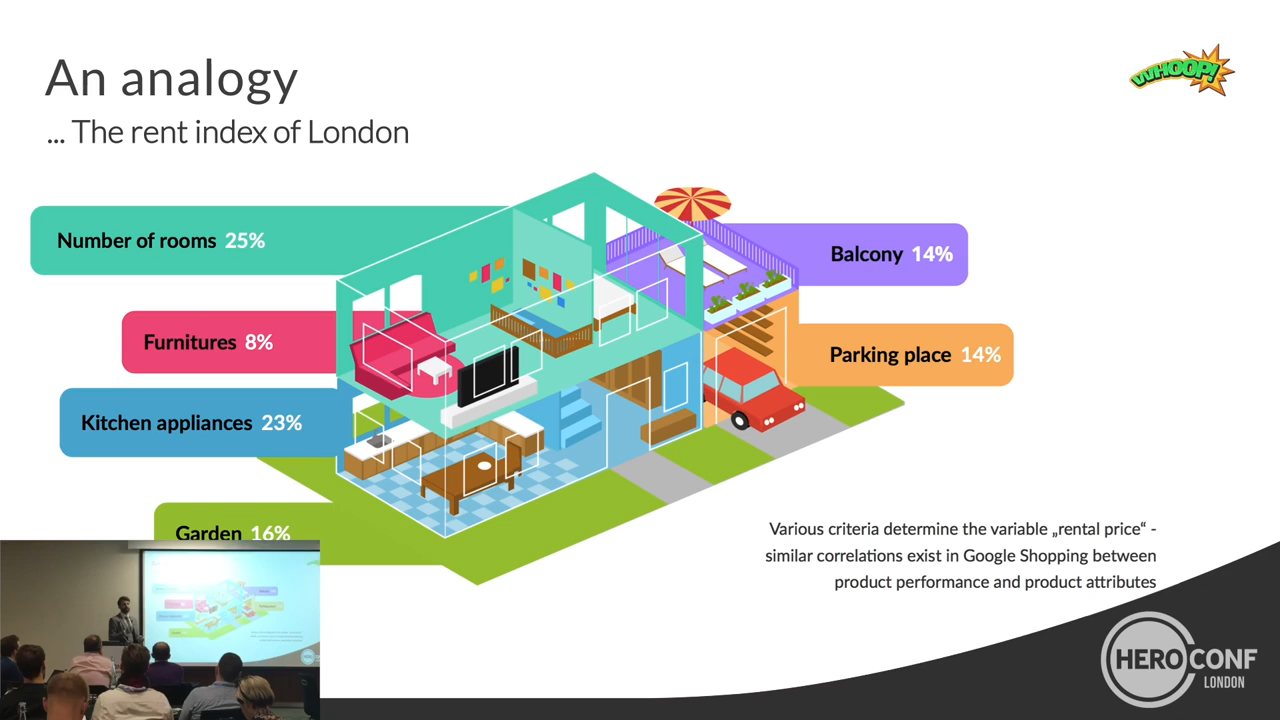 An analogy
... The rent index of London
WHOOP!
Number of rooms 25%
Furnitures 8%
Kitchen appliances 23%
Garden 16%
Balcony 14%
Parking place 14%
Various criteria determine the variable „rental price“ -
similar correlations exist in Google Shopping between
product performance and product attributes
HEROCONF
LONDON